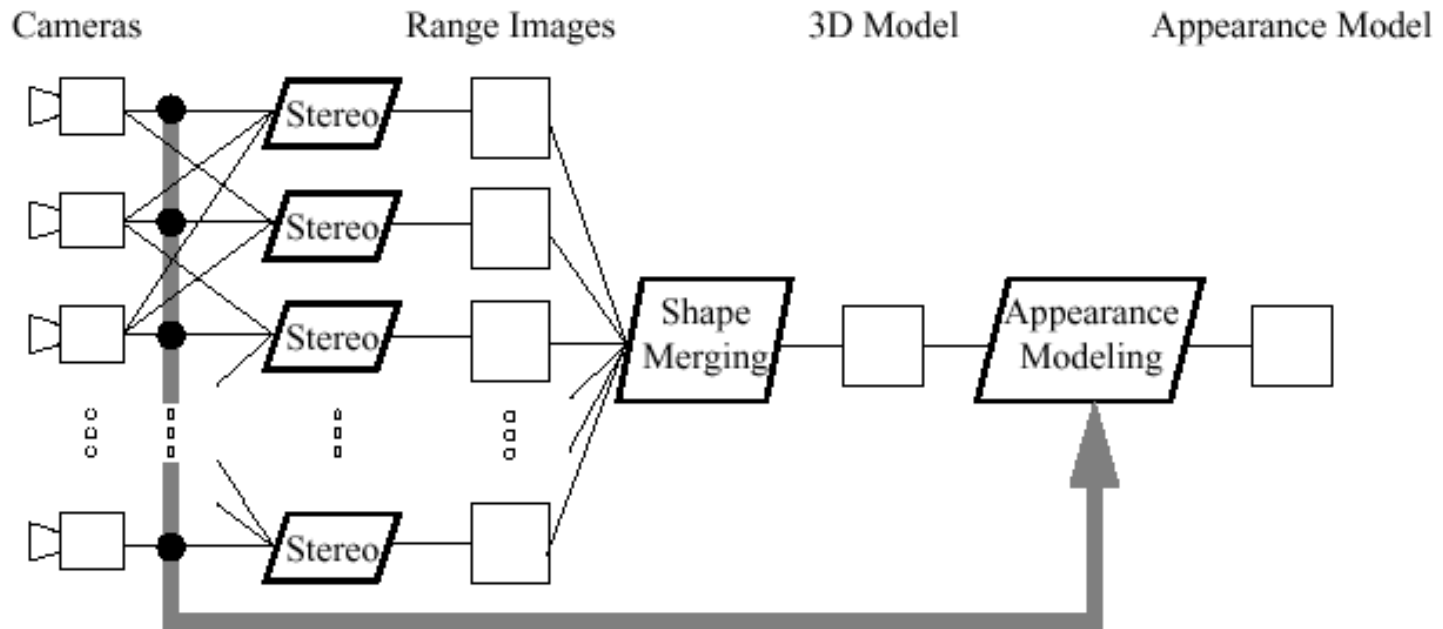 Cameras
Range Images
3D Model
Appearance Model
Stereo
Stereo
Stereo
Stereo
Shape
Merging
Appearance
Modeling